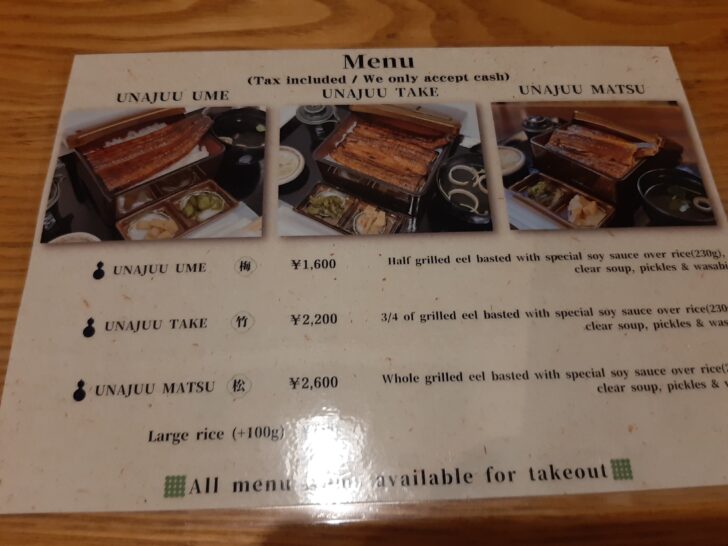 Menu
(Tax included / We only accept cash)
UNAJUU UME
UNAJUU TAKE
UNAJUU MATSU
UNAJUU UME 梅 ¥1,600 Half grilled eel basted with special soy sauce over rice(230g),
clear soup, pickles & wasabi
UNAJUU TAKE 竹 ¥2,200 3/4 of grilled eel basted with special soy sauce over rice(230
clear soup, pickles & was
UNAJUU MATSU 松 ¥2,600 Whole grilled eel basted with special soy sauce over rice(2
clear soup, pickles & w
Large rice (+100g)
All menu available for takeout